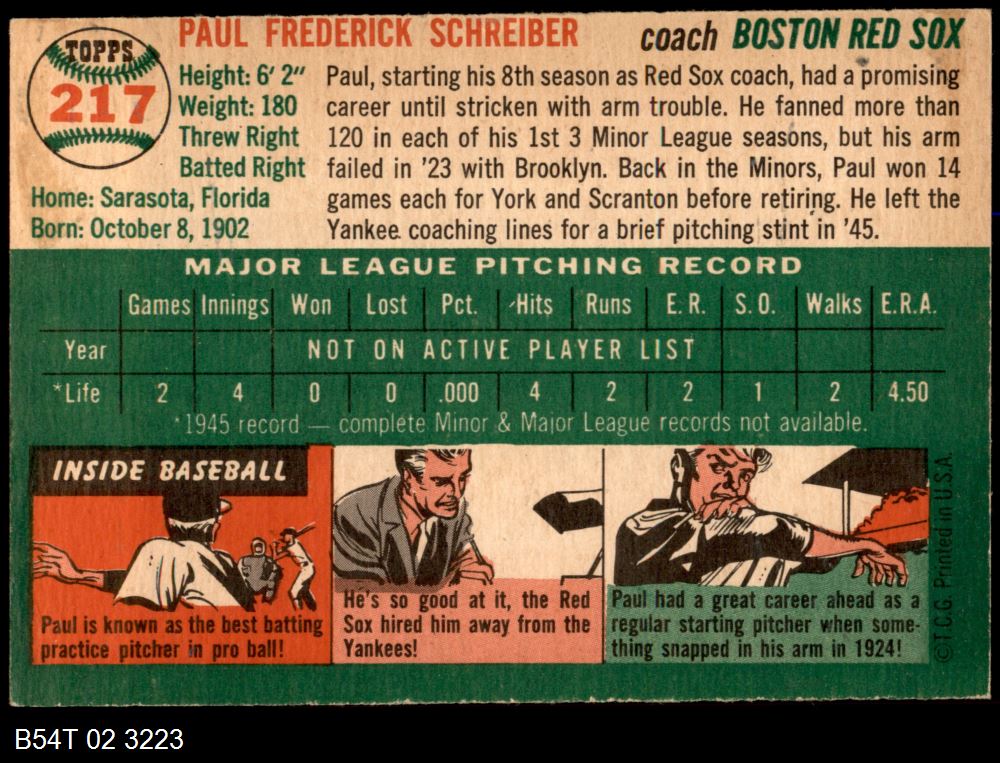 TOPPS
217
PAUL FREDERICK SCHREIBER
coach BOSTON RED SOX
Height: 6' 2"
Weight: 180
Threw Right
Batted Right
Home: Sarasota, Florida
Born: October 8, 1902
Paul, starting his 8th season as Red Sox coach, had a promising
career until stricken with arm trouble. He fanned more than
120 in each of his 1st 3 Minor League seasons, but his arm
failed in '23 with Brooklyn. Back in the Minors, Paul won 14
games each for York and Scranton before retiring. He left the
Yankee coaching lines for a brief pitching stint in '45.
MAJOR LEAGUE PITCHING RECORD
Games Innings Won Lost Pct. Hits Runs E. R. S. O. Walks E.R.A.
Year NOT ON ACTIVE PLAYER LIST
*Life 2 4 0 0 .000 4 2 2 1 2 4.50
*1945 record — complete Minor & Major League records not available.
INSIDE BASEBALL
Paul is known as the best batting
practice pitcher in pro ball!
He's so good at it, the Red
Sox hired him away from the
Yankees!
Paul had a great career ahead as a
regular starting pitcher when some-
thing snapped in his arm in 1924!
©T.C.G. Printed in U.S.A.
B54T 02 3223